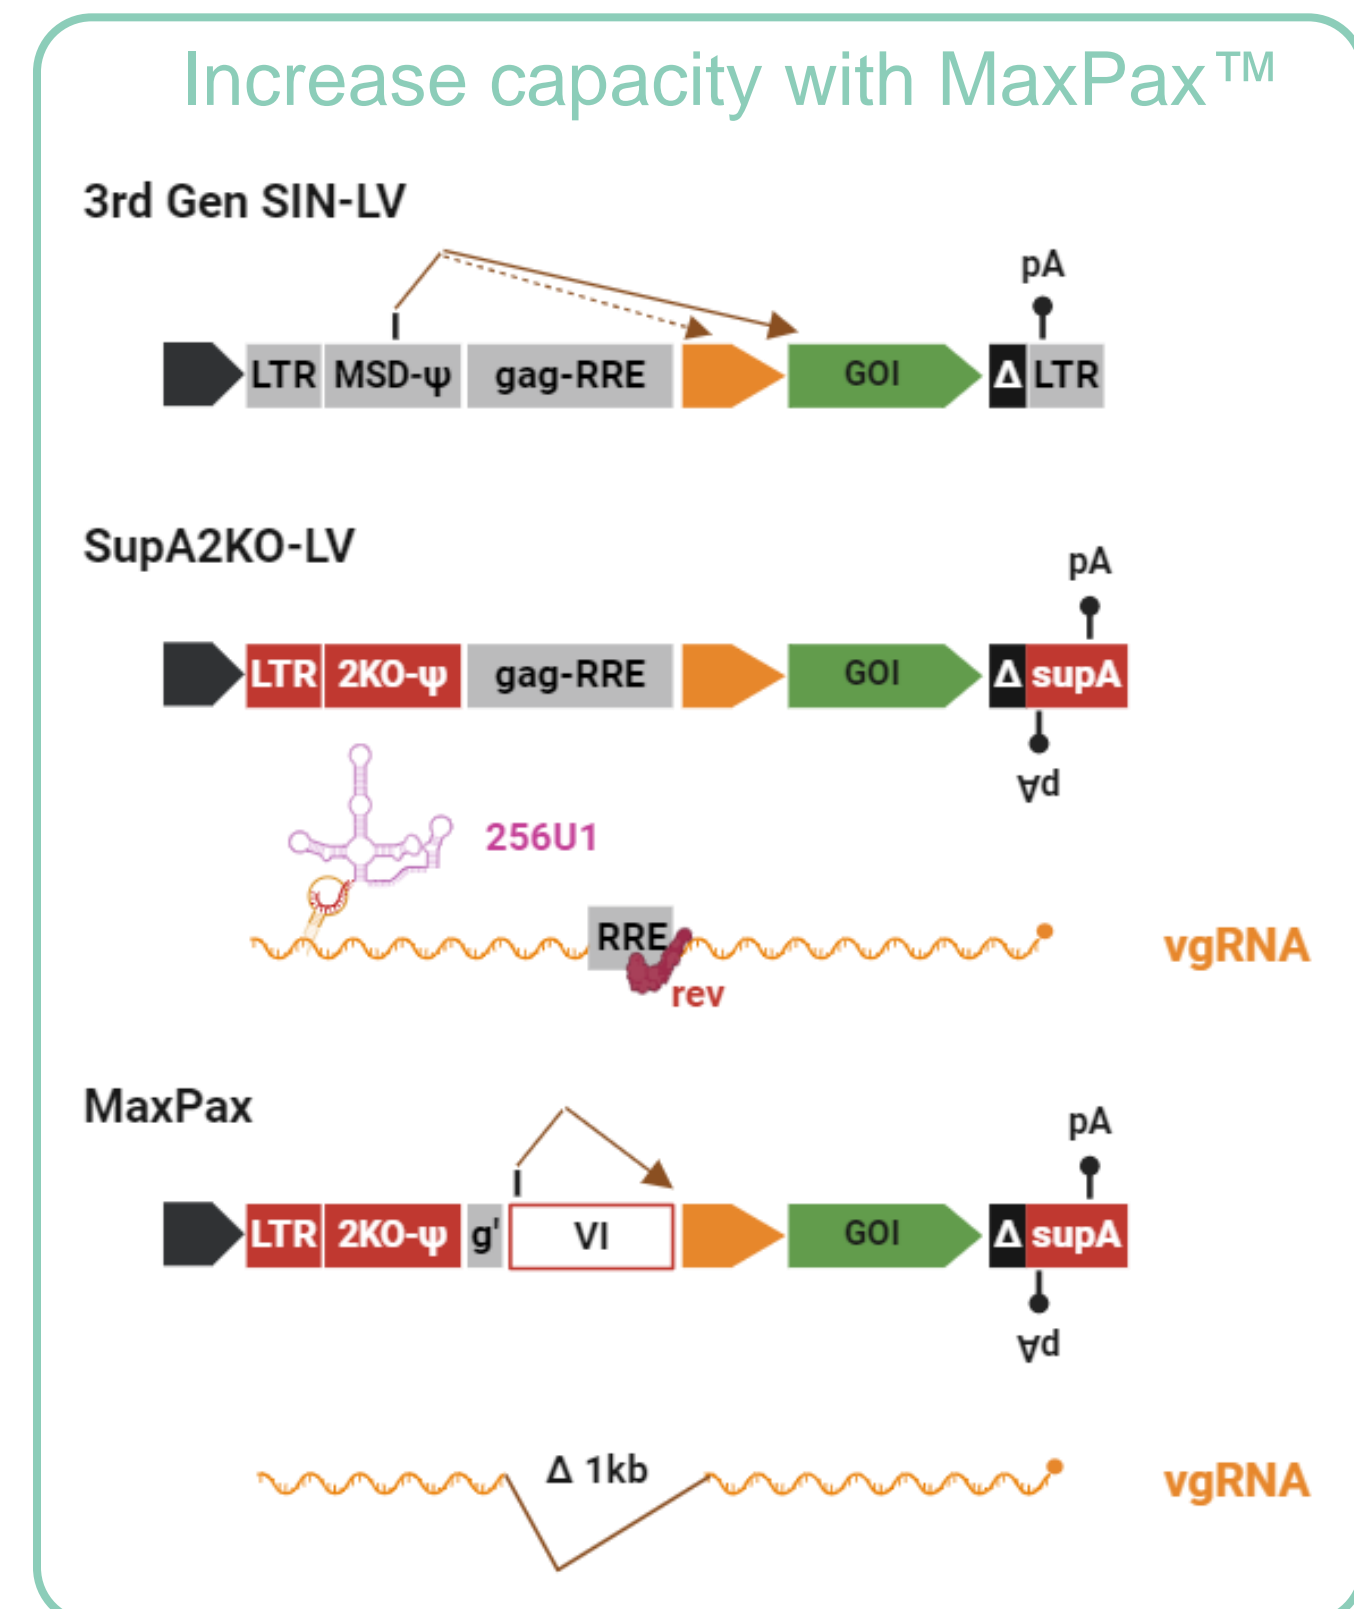 Increase capacity with MaxPax™
3rd Gen SIN-LV
pA
LTR MSD-ψ gag-RRE GOI Δ LTR
SupA2KO-LV
pA
LTR 2KO-ψ gag-RRE GOI Δ supA
pA
256U1
RRE
vgRNA
rev
MaxPax
pA
LTR 2KO-ψ g' VI GOI Δ supA
pA
Δ 1kb
vgRNA